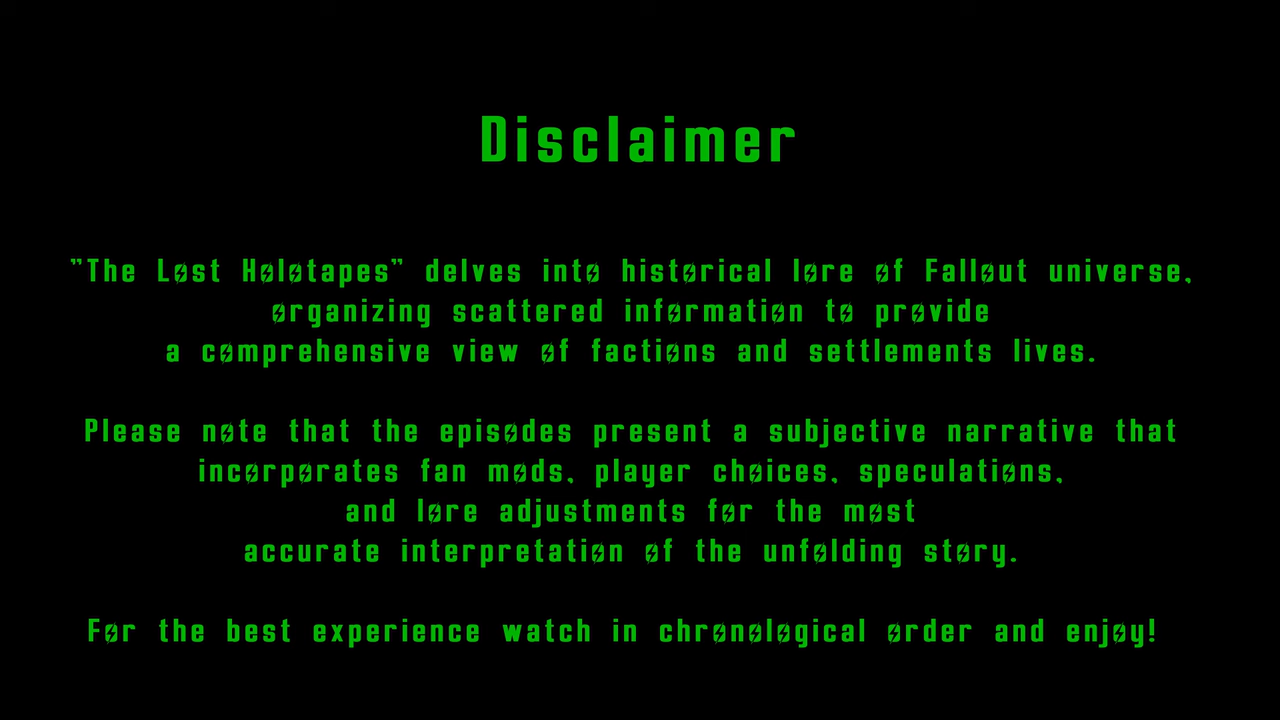 Disclaimer
"The Lost Holotapes" delves into historical lore of Fallout universe,
organizing scattered information to provide
a comprehensive view of factions and settlements lives.
Please note that the episodes present a subjective narrative that
incorporates fan mods, player choices, speculations,
and lore adjustments for the most
accurate interpretation of the unfolding story.
For the best experience watch in chronological order and enjoy!